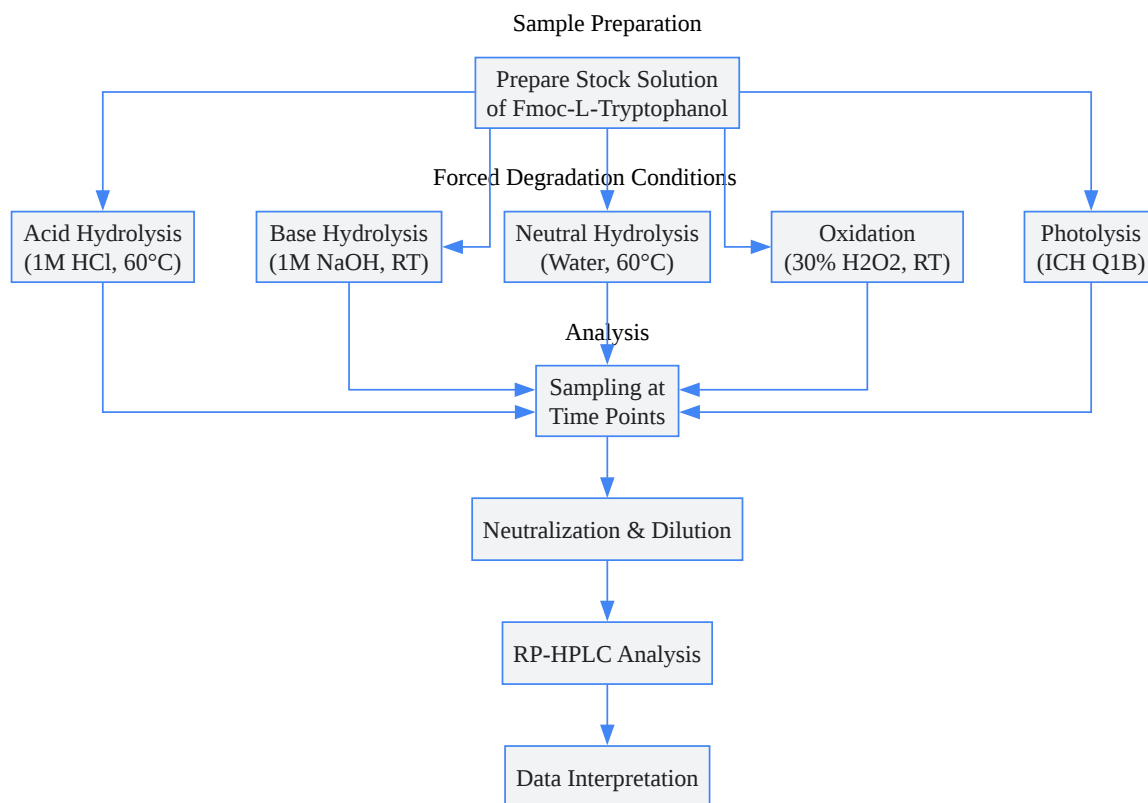 Sample Preparation
Prepare Stock Solution
of Fmoc-L-Tryptophanol
Forced Degradation Conditions
Acid Hydrolysis
(1M HCl, 60°C)
Base Hydrolysis
(1M NaOH, RT)
Neutral Hydrolysis
(Water, 60°C)
Oxidation
(30% H2O2, RT)
Photolysis
(ICH Q1B)
Analysis
Sampling at
Time Points
Neutralization & Dilution
RP-HPLC Analysis
Data Interpretation